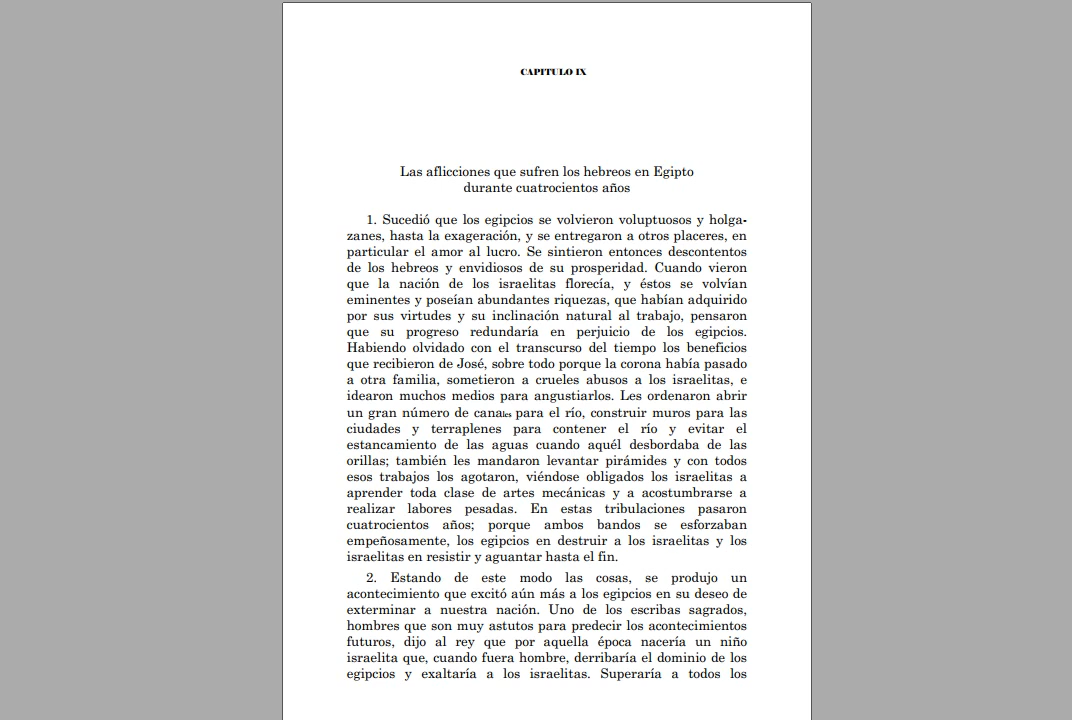 CAPITULO IX
Las aflicciones que sufren los hebreos en Egipto
durante cuatrocientos años
1. Sucedió que los egipcios se volvieron voluptuosos y holga-
zanes, hasta la exageración, y se entregaron a otros placeres, en
particular el amor al lucro. Se sintieron entonces descontentos
de los hebreos y envidiosos de su prosperidad. Cuando vieron
que la nación de los israelitas florecía, y éstos se volvían
eminentes y poseían abundantes riquezas, que habían adquirido
por sus virtudes y su inclinación natural al trabajo, pensaron
que su progreso redundaría en perjuicio de los egipcios.
Habiendo olvidado con el transcurso del tiempo los beneficios
que recibieron de José, sobre todo porque la corona había pasado
a otra familia, sometieron a crueles abusos a los israelitas, e
idearon muchos medios para angustiarlos. Les ordenaron abrir
un gran número de canales para el río, construir muros para las
ciudades y terraplenes para contener el río y evitar el
estancamiento de las aguas cuando aquél desbordaba de las
orillas; también les mandaron levantar pirámides y con todos
esos trabajos los agotaron, viéndose obligados los israelitas a
aprender toda clase de artes mecánicas y a acostumbrarse a
realizar labores pesadas. En estas tribulaciones pasaron
cuatrocientos años; porque ambos bandos se esforzaban
empeñosamente, los egipcios en destruir a los israelitas y los
israelitas en resistir y aguantar hasta el fin.
2. Estando de este modo las cosas, se produjo un
acontecimiento que excitó aún más a los egipcios en su deseo de
exterminar a nuestra nación. Uno de los escribas sagrados,
hombres que son muy astutos para predecir los acontecimientos
futuros, dijo al rey que por aquella época nacería un niño
israelita que, cuando fuera hombre, derribaría el dominio de los
egipcios y exaltaría a los israelitas. Superaría a todos los